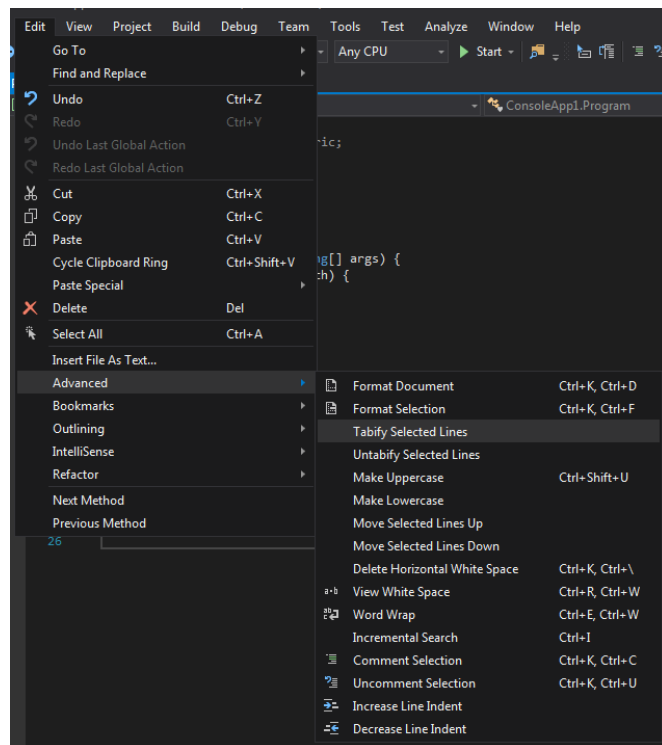 Edit View Project Build Debug Team Tools Test Analyze Window Help
Any CPU Start
ConsoleApp1.Program
Go To
Find and Replace
Undo Ctrl+Z
Redo Ctrl+Y
Undo Last Global Action
Redo Last Global Action
Cut Ctrl+X
Copy Ctrl+C
Paste Ctrl+V
Cycle Clipboard Ring Ctrl+Shift+V
Paste Special
Delete Del
Select All Ctrl+A
Insert File As Text...
Advanced
Bookmarks
Outlining
IntelliSense
Refactor
Next Method
Previous Method
ric;
ng[] args) {
th) {
26
Format Document Ctrl+K, Ctrl+D
Format Selection Ctrl+K, Ctrl+F
Tabify Selected Lines
Untabify Selected Lines
Make Uppercase Ctrl+Shift+U
Make Lowercase
Move Selected Lines Up
Move Selected Lines Down
Delete Horizontal White Space Ctrl+K, Ctrl+\
a·b View White Space Ctrl+R, Ctrl+W
Word Wrap Ctrl+E, Ctrl+W
Incremental Search Ctrl+I
Comment Selection Ctrl+K, Ctrl+C
Uncomment Selection Ctrl+K, Ctrl+U
Increase Line Indent
Decrease Line Indent